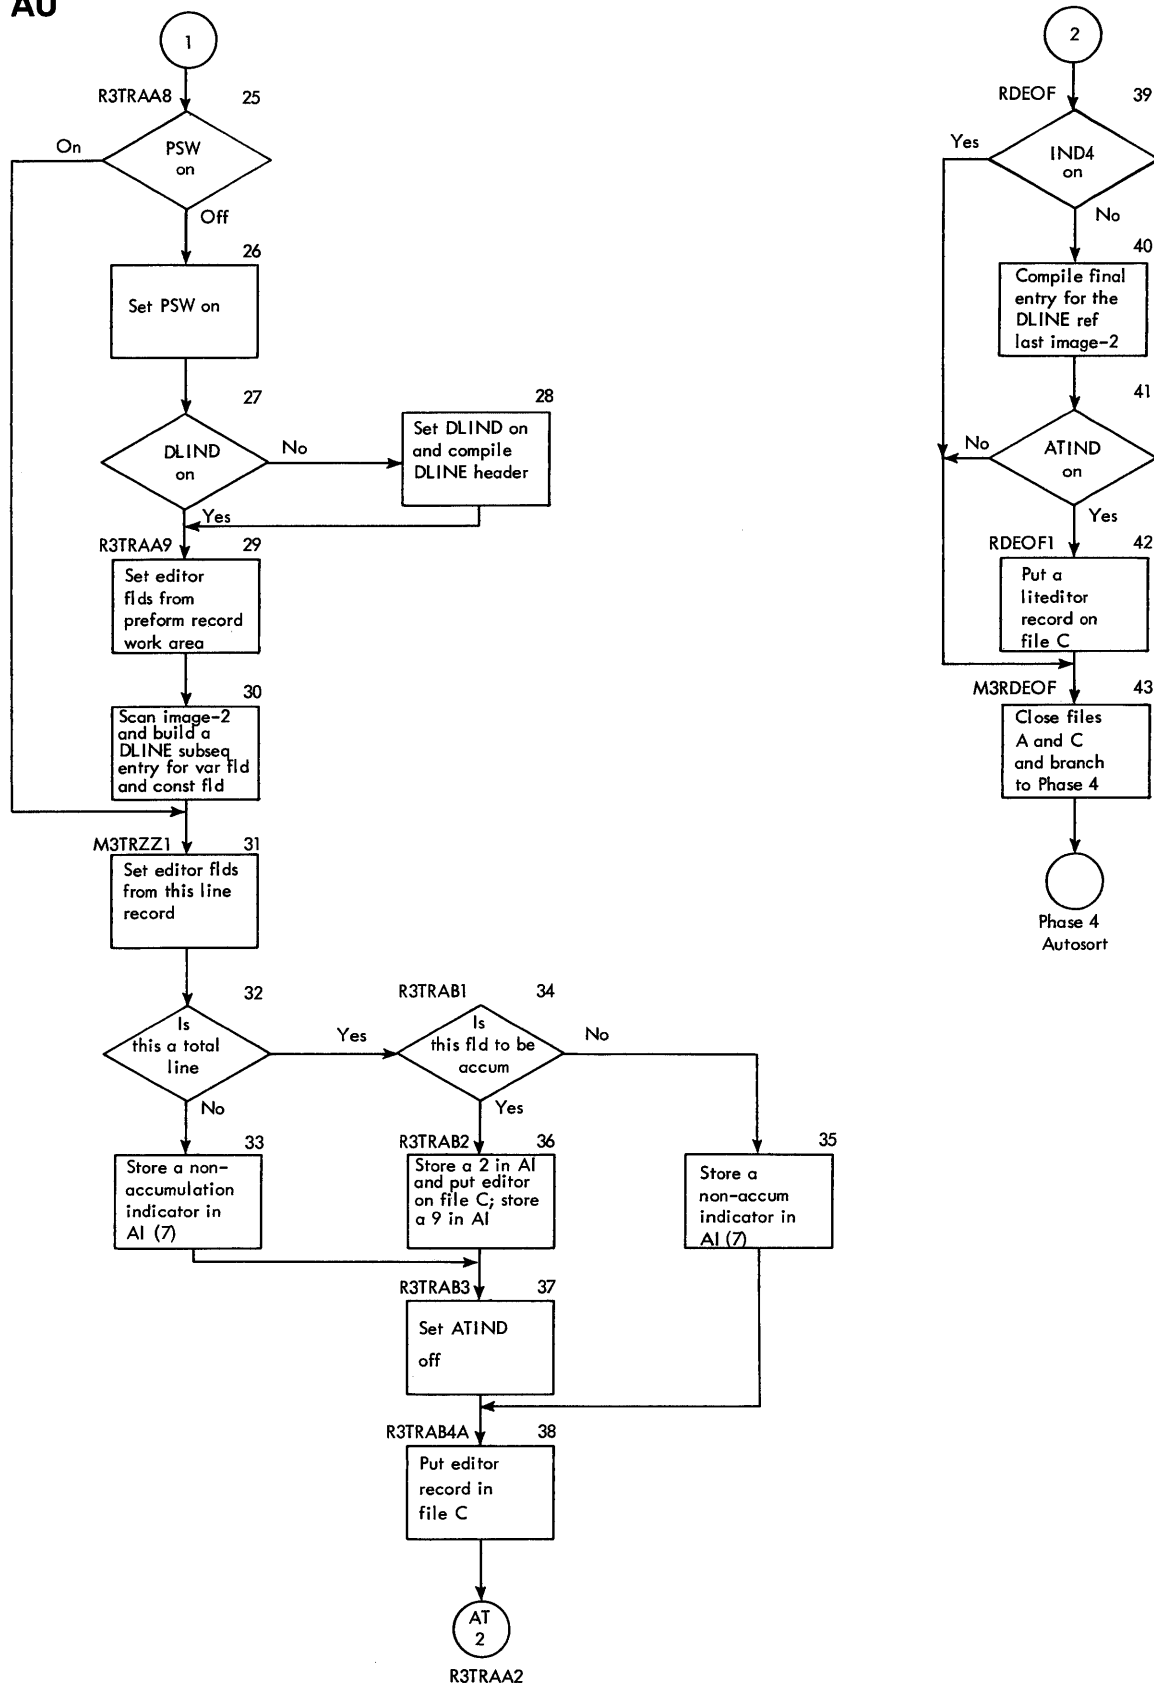 AU
1
R3TRAA8
25
PSW
on
On
Off
26
Set PSW on
27
DLIND
on
No
Yes
28
Set DLIND on
and compile
DLINE header
R3TRAA9
29
Set editor
flds from
preform record
work area
30
Scan image-2
and build a
DLINE subseq
entry for var fld
and const fld
M3TRZZ1
31
Set editor flds
from this line
record
32
Is
this a total
line
Yes
No
R3TRAB1
34
Is
this fld to be
accum
No
Yes
33
Store a non-
accumulation
indicator in
AI (7)
R3TRAB2
36
Store a 2 in AI
and put editor
on file C; store
a 9 in AI
35
Store a
non-accum
indicator in
AI (7)
R3TRAB3
37
Set ATIND
off
R3TRAB4A
38
Put editor
record in
file C
AT
2
R3TRAA2
2
RDEOF
39
IND4
on
Yes
No
40
Compile final
entry for the
DLINE ref
last image-2
41
ATIND
on
No
Yes
RDEOF1
42
Put a
liteditor
record on
file C
M3RDEOF
43
Close files
A and C
and branch
to Phase 4
Phase 4
Autosort